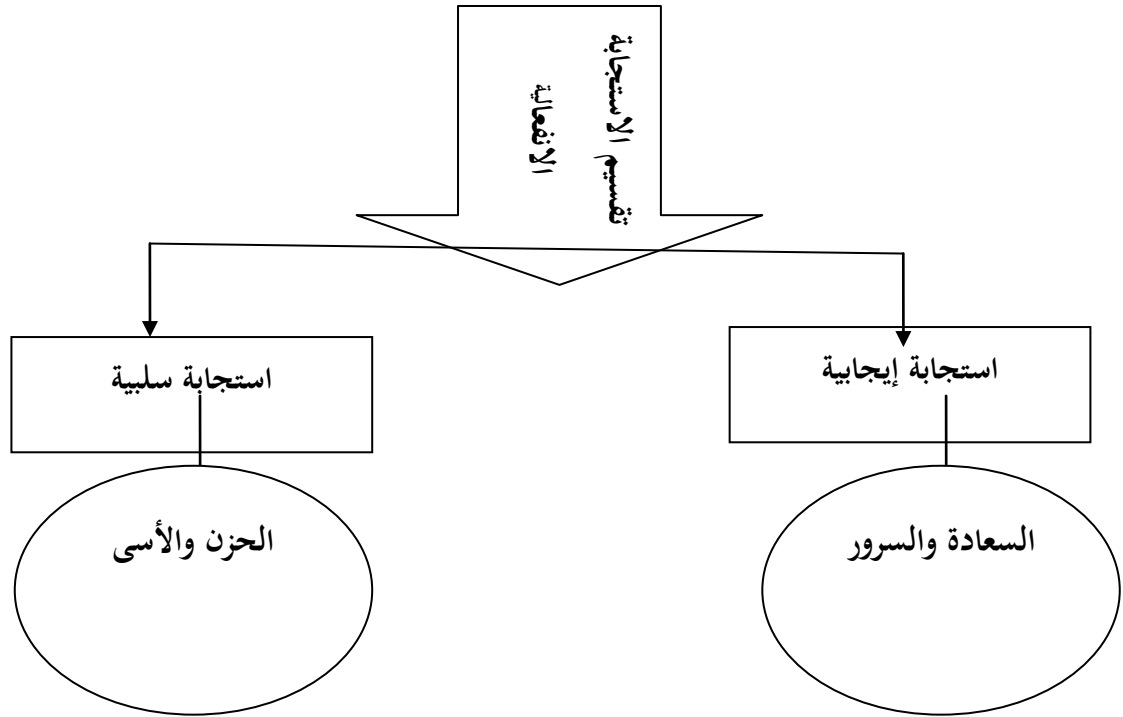 تقسيم الاستجابة
الانفعالية
استجابة إيجابية
استجابة سلبية
السعادة والسرور
الحزن والأسى